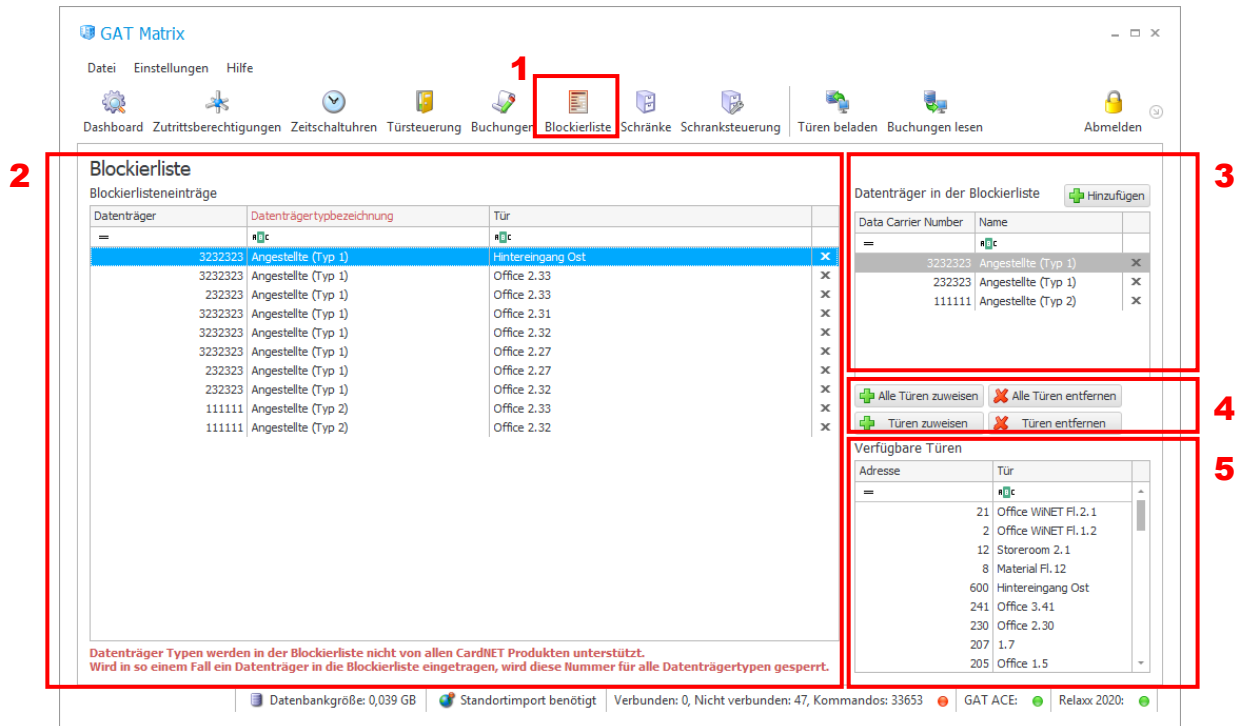 GAT Matrix
Datei Einstellungen Hilfe
1
Dashboard Zutrittsberechtigungen Zeitschaltuhren Türsteuerung Buchungen Blockierliste Schränke Schranksteuerung Türen beladen Buchungen lesen Abmelden
2
Blockierliste
Blockierlisteneinträge
Datenträger Datenträgertypbezeichnung Tür
= ABC ABC
3232323 Angestellte (Typ 1) Hintereingang Ost
3232323 Angestellte (Typ 1) Office 2.33
232323 Angestellte (Typ 1) Office 2.33
3232323 Angestellte (Typ 1) Office 2.31
3232323 Angestellte (Typ 1) Office 2.32
3232323 Angestellte (Typ 1) Office 2.27
232323 Angestellte (Typ 1) Office 2.27
232323 Angestellte (Typ 1) Office 2.32
111111 Angestellte (Typ 2) Office 2.33
111111 Angestellte (Typ 2) Office 2.32
Datenträger Typen werden in der Blockierliste nicht von allen CardNET Produkten unterstützt.
Wird in so einem Fall ein Datenträger in die Blockierliste eingetragen, wird diese Nummer für alle Datenträgertypen gesperrt.
3
Datenträger in der Blockierliste Hinzufügen
Data Carrier Number Name
= ABC
3232323 Angestellte (Typ 1)
232323 Angestellte (Typ 1)
111111 Angestellte (Typ 2)
4
Alle Türen zuweisen Alle Türen entfernen
Türen zuweisen Türen entfernen
5
Verfügbare Türen
Adresse Tür
= ABC
21 Office WiNET Fl.2.1
2 Office WiNET Fl.1.2
12 Storeroom 2.1
8 Material Fl.12
600 Hintereingang Ost
241 Office 3.41
230 Office 2.30
207 1.7
205 Office 1.5
Datenbankgröße: 0,039 GB Standortimport benötigt Verbunden: 0, Nicht verbunden: 47, Kommandos: 33653 GAT ACE: Relaxx 2020: